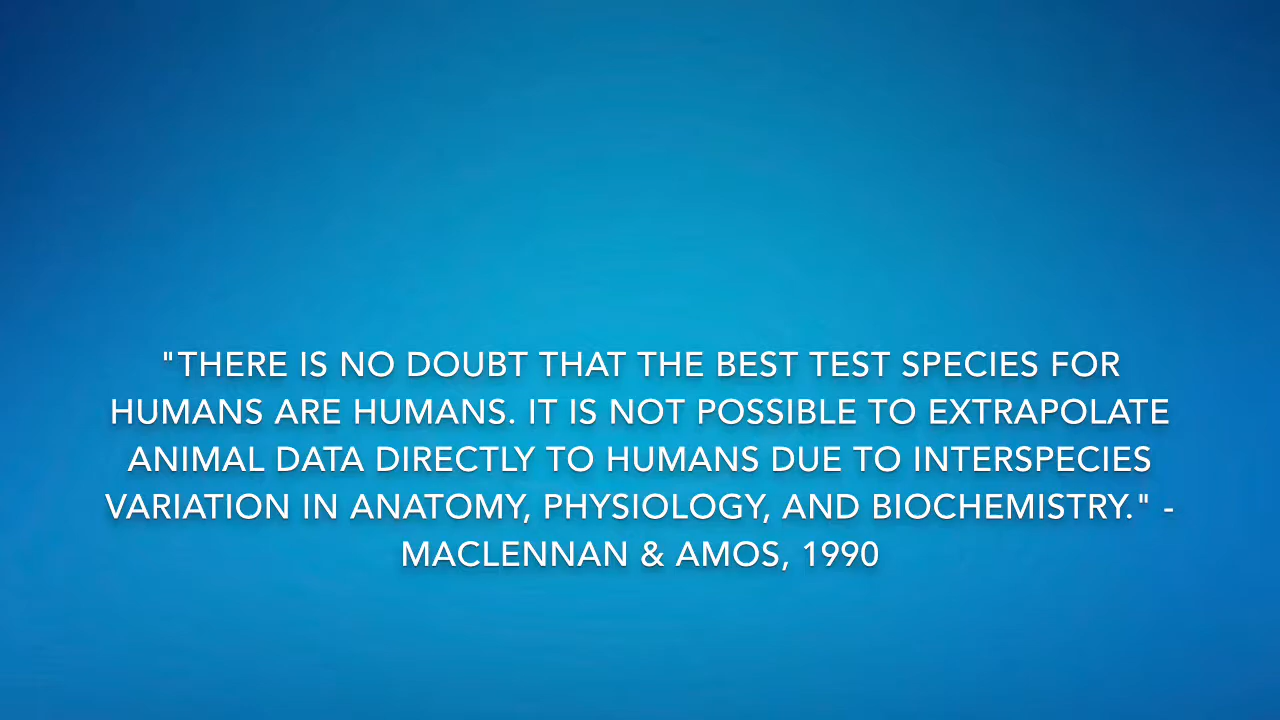 "THERE IS NO DOUBT THAT THE BEST TEST SPECIES FOR
HUMANS ARE HUMANS. IT IS NOT POSSIBLE TO EXTRAPOLATE
ANIMAL DATA DIRECTLY TO HUMANS DUE TO INTERSPECIES
VARIATION IN ANATOMY, PHYSIOLOGY, AND BIOCHEMISTRY." -
MACLENNAN & AMOS, 1990